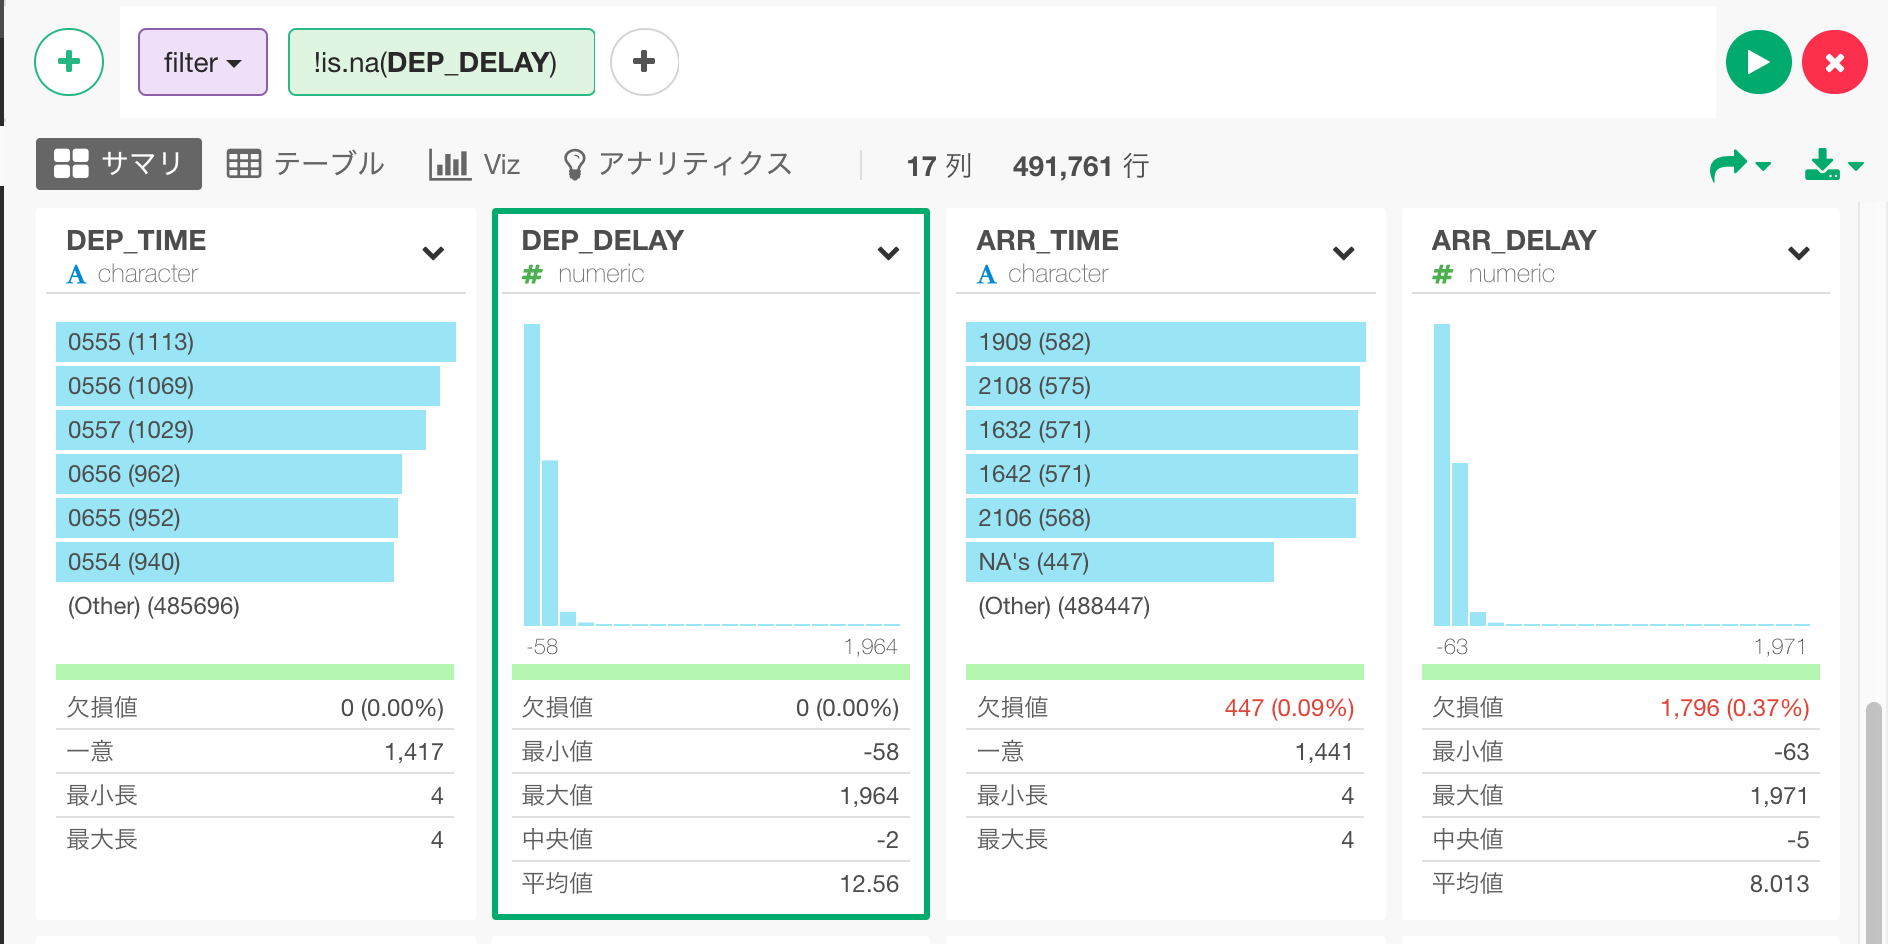 filter !is.na(DEP_DELAY)
サマリ テーブル Viz アナリティクス 17 列 491,761 行
DEP_TIME
A character
0555 (1113)
0556 (1069)
0557 (1029)
0656 (962)
0655 (952)
0554 (940)
(Other) (485696)
欠損値 0 (0.00%)
一意 1,417
最小長 4
最大長 4
DEP_DELAY
# numeric
-58 1,964
欠損値 0 (0.00%)
最小値 -58
最大値 1,964
中央値 -2
平均値 12.56
ARR_TIME
A character
1909 (582)
2108 (575)
1632 (571)
1642 (571)
2106 (568)
NA's (447)
(Other) (488447)
欠損値 447 (0.09%)
一意 1,441
最小長 4
最大長 4
ARR_DELAY
# numeric
-63 1,971
欠損値 1,796 (0.37%)
最小値 -63
最大値 1,971
中央値 -5
平均値 8.013